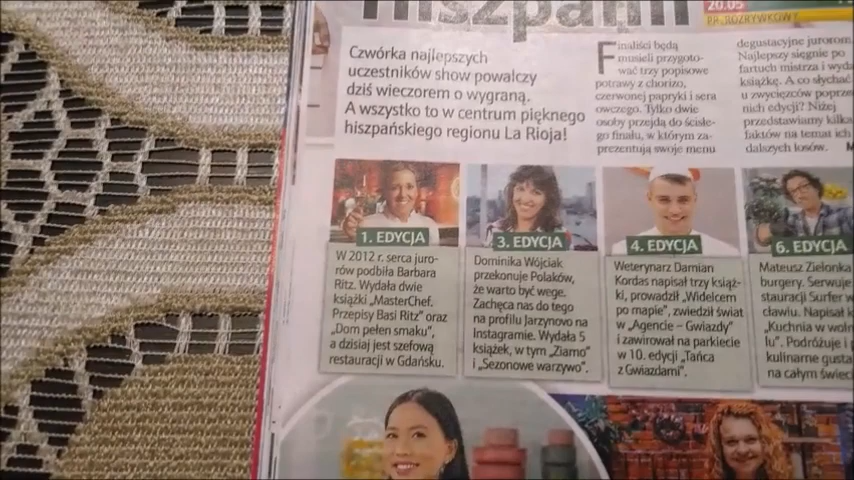 hiszpanii
20.05
PR. ROZRYWKOWY
Czwórka najlepszych
uczestników show powalczy
dziś wieczorem o wygraną.
A wszystko to w centrum pięknego
hiszpańskiego regionu La Rioja!
Finaliści będą
musieli przygoto-
wać trzy popisowe
potrawy z chorizo,
czerwonej papryki i sera
owczego. Tylko dwie
osoby przejdą do ścisłe-
go finału, w którym za-
prezentują swoje menu
degustacyjne jurorom.
Najlepszy sięgnie po
fartuch mistrza i wyda
książkę. A co słychać
u zwycięzców poprze
nich edycji? Niżej
przedstawiamy kilka
faktów na temat ich
dalszych losów.
1. EDYCJA
W 2012 r. serca juro-
rów podbiła Barbara
Ritz. Wydała dwie
książki „MasterChef.
Przepisy Basi Ritz” oraz
„Dom pełen smaku”,
a dzisiaj jest szefową
restauracji w Gdańsku.
3. EDYCJA
Dominika Wójciak
przekonuje Polaków,
że warto być wege.
Zachęca nas do tego
na profilu Jarzynovo na
Instagramie. Wydała 5
książek, w tym „Ziarno”
i „Sezonowe warzywo”.
4. EDYCJA
Weterynarz Damian
Kordas napisał trzy książ-
ki, prowadził „Widelcem
po mapie”, zwiedził świat
w „Agencie – Gwiazdy”
i zawirował na parkiecie
w 10. edycji „Tańca
z Gwiazdami”.
6. EDYCJA
Mateusz Zielonka
burgery. Serwuje
stauracji Surfer w
cławiu. Napisał k
„Kuchnia w woln
lu”. Podróżuje i p
kulinarne gusta
na całym świec